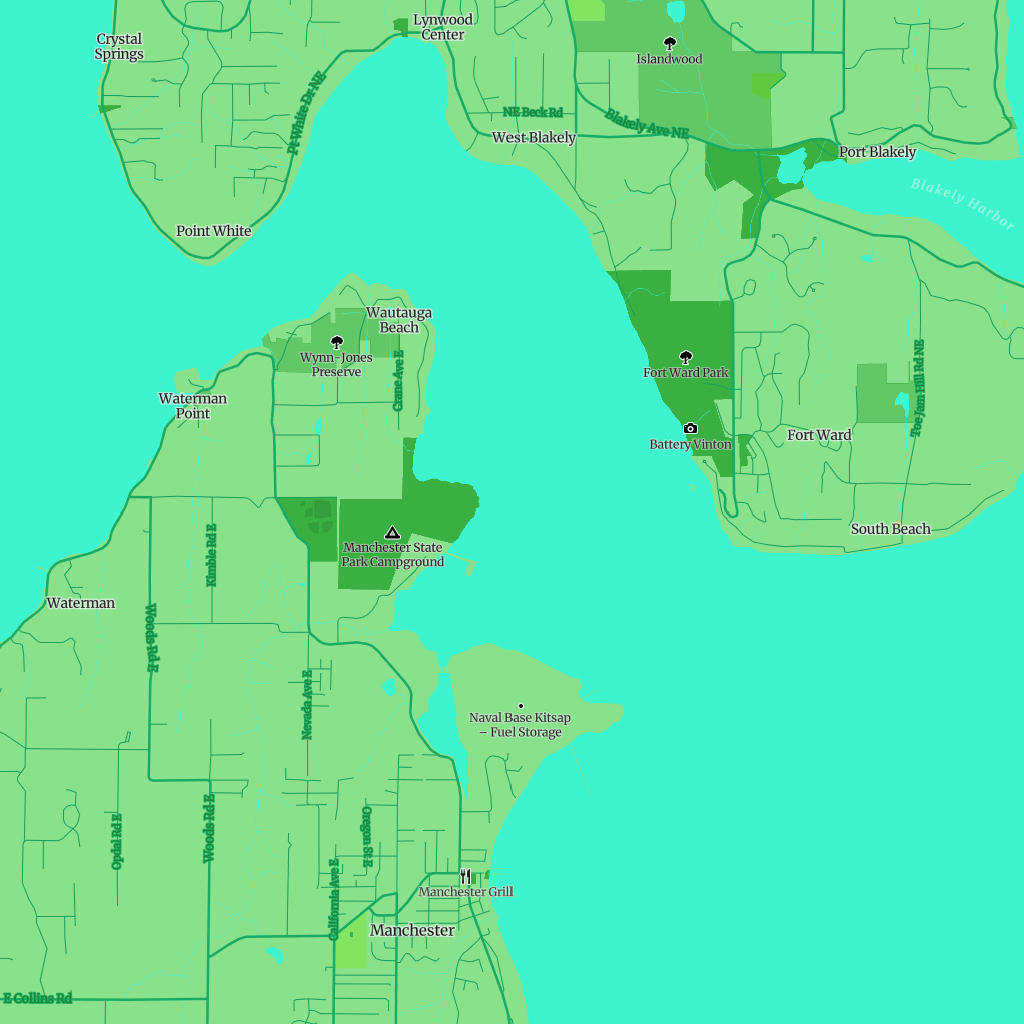 Lynwood
Center
Crystal
Springs
Islandwood
Pt White Dr NE
NE Beck Rd
Blakely Ave NE
West Blakely
Port Blakely
Blakely Harbor
Point White
Wautauga
Beach
Wynn-Jones
Preserve
Crane Ave E
Fort Ward Park
Toe Jam Hill Rd NE
Waterman
Point
Battery Vinton
Fort Ward
South Beach
Kimble Rd E
Manchester State
Park Campground
Waterman
Woods Rd E
Nevada Ave E
Naval Base Kitsap
– Fuel Storage
Opdal Rd E
Woods Rd E
Oregon St E
California Ave E
Manchester Grill
Manchester
E Collins Rd